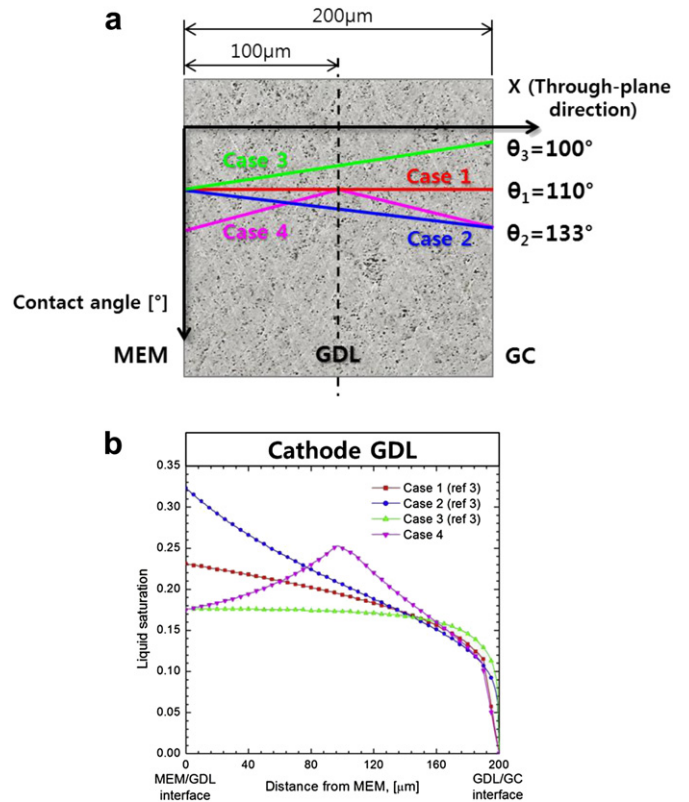 a
200μm
100μm
X (Through-plane
direction)
Case 3
θ3=100°
Case 1
θ1=110°
Case 4
Case 2
θ2=133°
Contact angle [°]
MEM
GDL
GC
b
Cathode GDL
0.35
0.30
0.25
0.20
0.15
0.10
0.05
0.00
Liquid saturation
Case 1 (ref 3)
Case 2 (ref 3)
Case 3 (ref 3)
Case 4
0
40
80
120
160
200
MEM/GDL
interface
Distance from MEM, [μm]
GDL/GC
interface